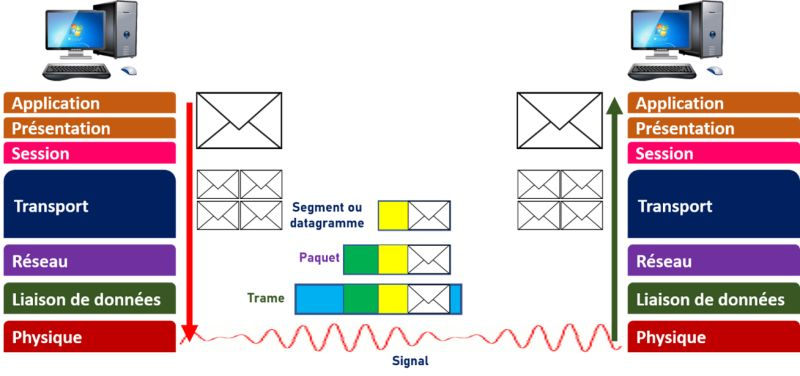 Application
Présentation
Session
Transport
Réseau
Liaison de données
Physique
Segment ou
datagramme
Paquet
Trame
Signal
Application
Présentation
Session
Transport
Réseau
Liaison de données
Physique